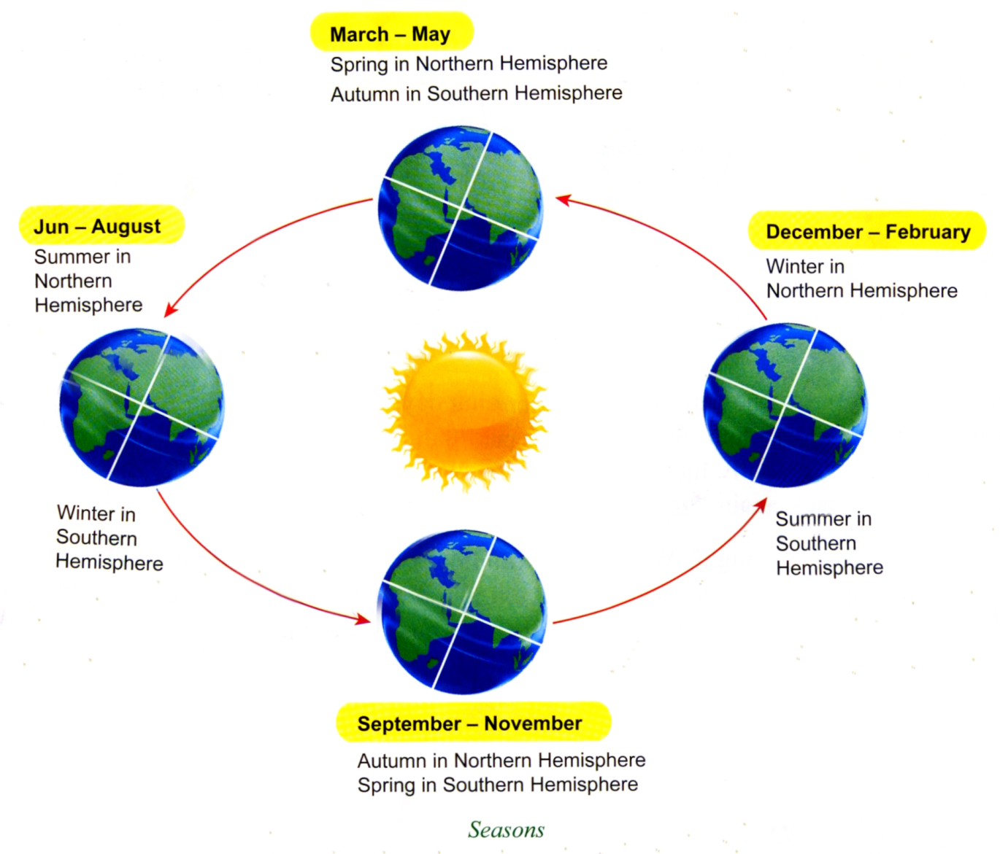 March – May
Spring in Northern Hemisphere
Autumn in Southern Hemisphere
Jun – August
Summer in
Northern
Hemisphere
December – February
Winter in
Northern Hemisphere
Winter in
Southern
Hemisphere
Summer in
Southern
Hemisphere
September – November
Autumn in Northern Hemisphere
Spring in Southern Hemisphere
Seasons